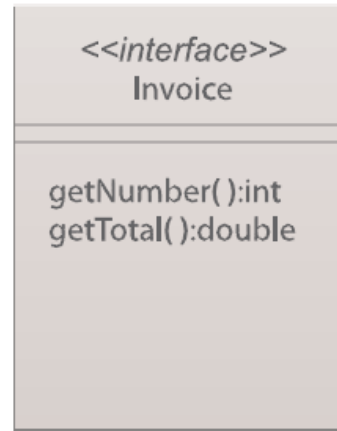 <<interface>>
Invoice
getNumber( ):int
getTotal( ):double